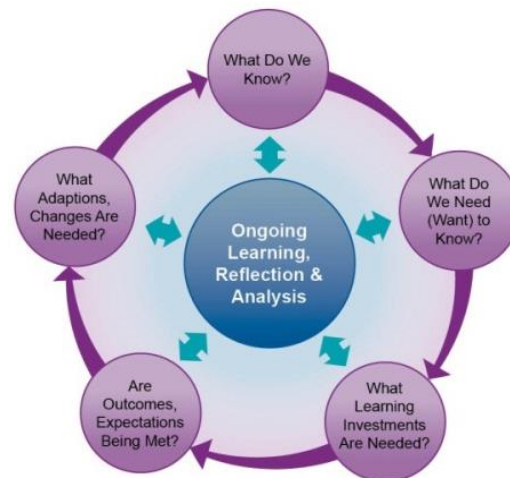 What Do We
Know?
What Do
We Need
(Want) to
Know?
What
Learning
Investments
Are Needed?
Are
Outcomes,
Expectations
Being Met?
What
Adaptions,
Changes Are
Needed?
Ongoing
Learning,
Reflection &
Analysis